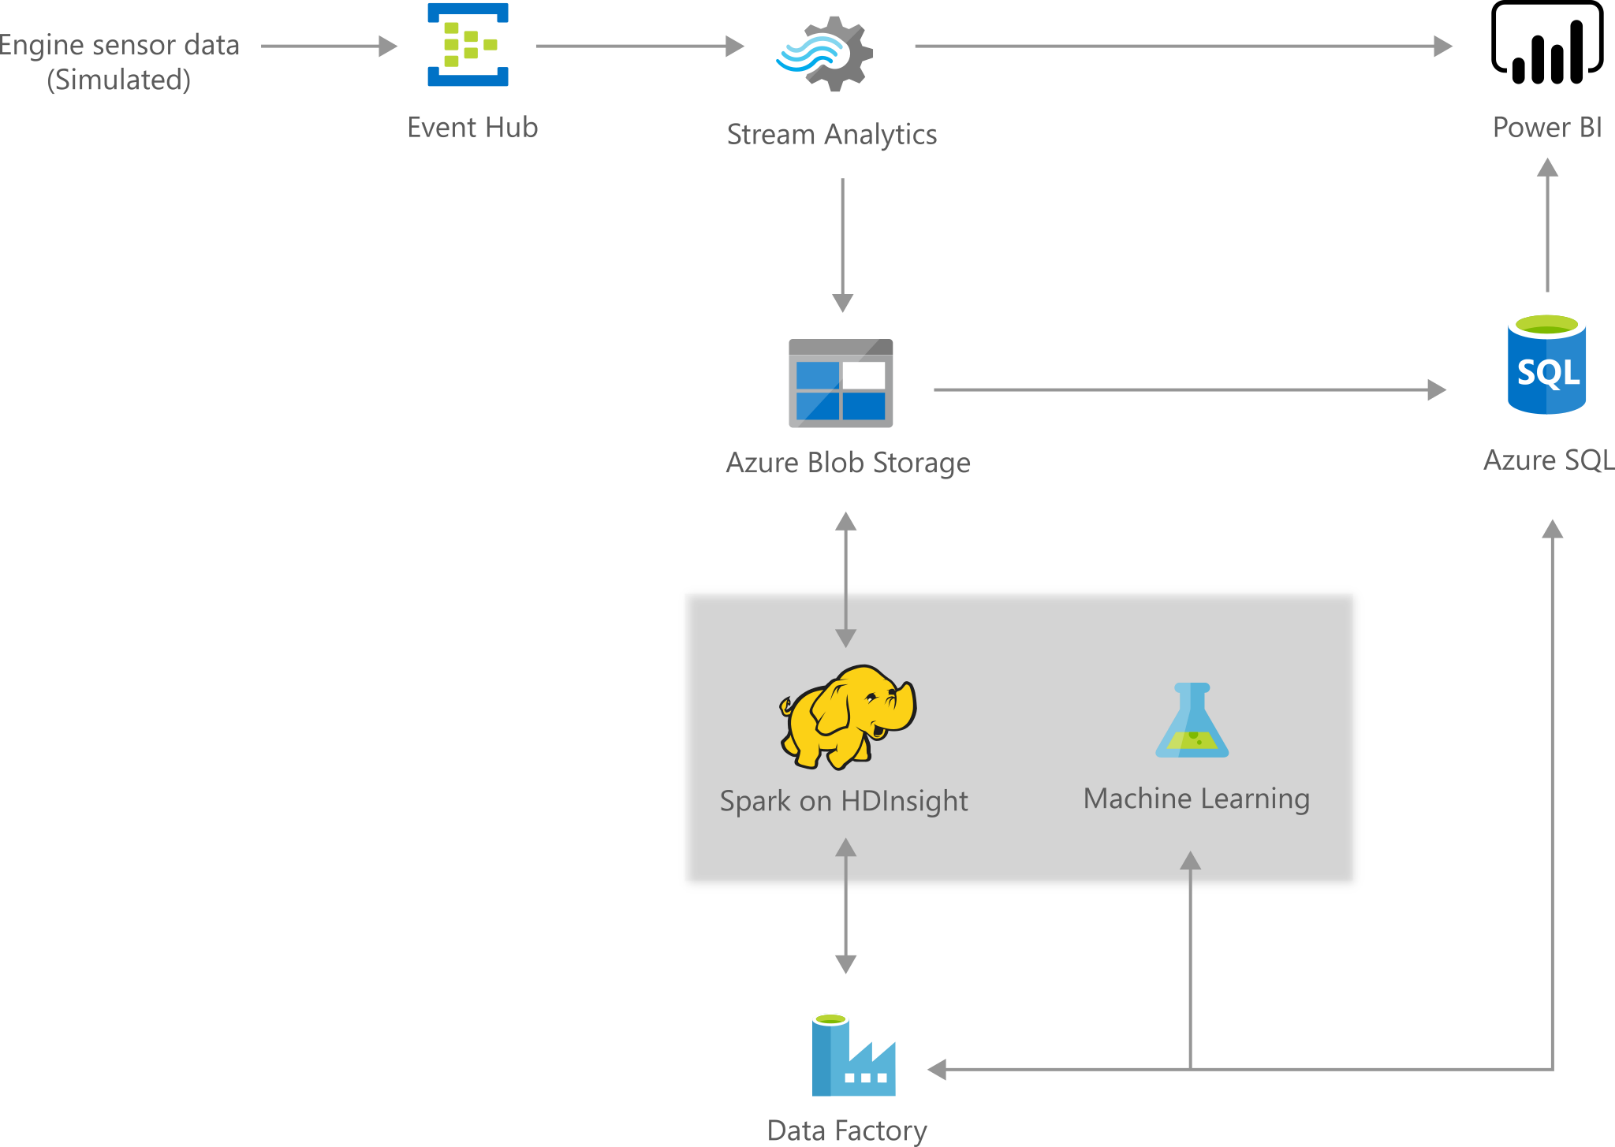 Engine sensor data
(Simulated)
Event Hub
Stream Analytics
Power BI
Azure Blob Storage
SQL
Azure SQL
Spark on HDInsight
Machine Learning
Data Factory